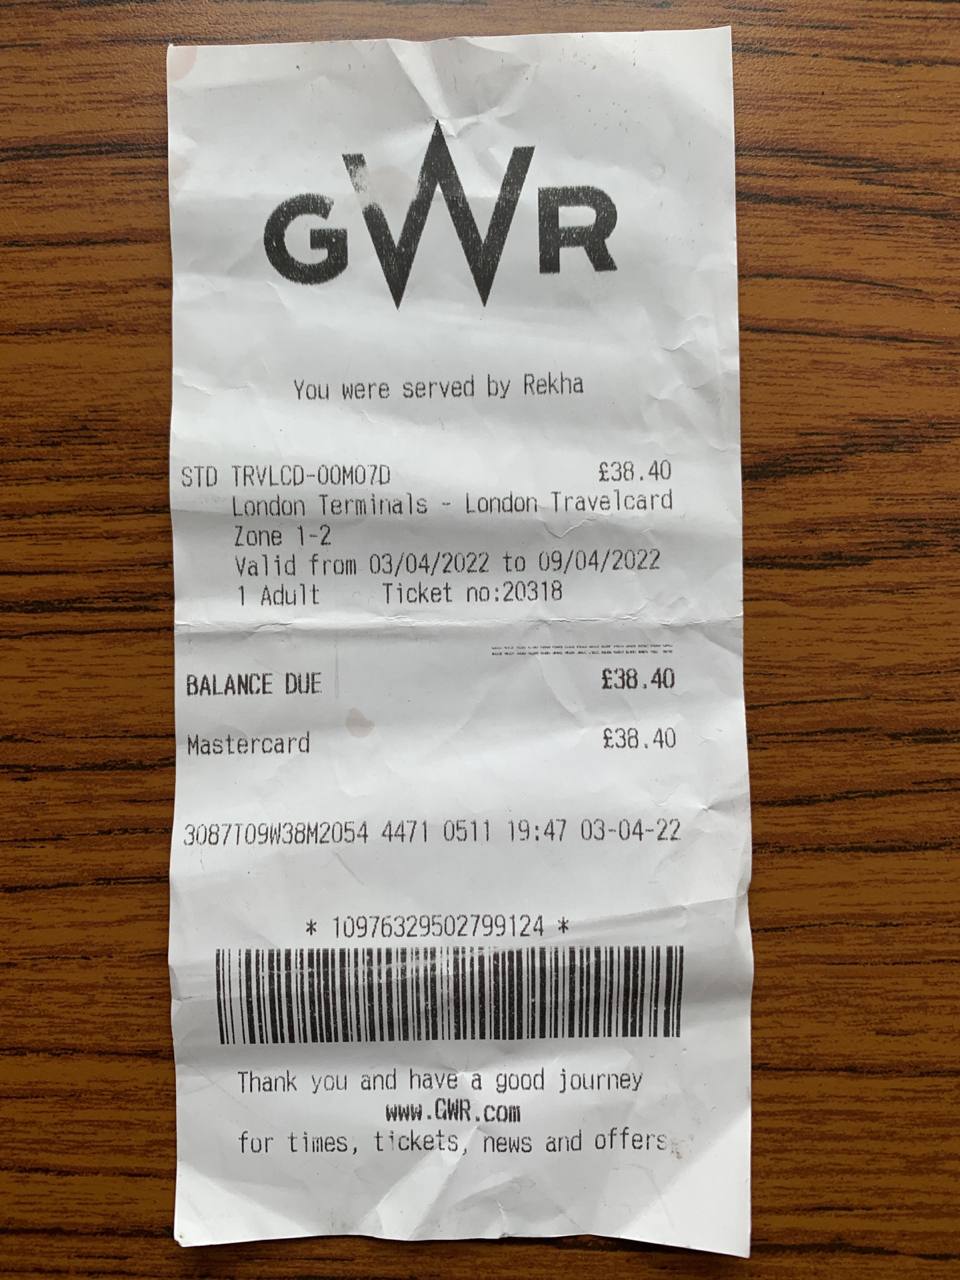 GWR
You were served by Rekha
STD TRVLCD-00M07D £38.40
London Terminals - London Travelcard
Zone 1-2
Valid from 03/04/2022 to 09/04/2022
1 Adult Ticket no:20318
BALANCE DUE £38.40
Mastercard £38.40
3087T09W38M2054 4471 0511 19:47 03-04-22
* 10976329502799124 *
Thank you and have a good journey
www.GWR.com
for times, tickets, news and offers